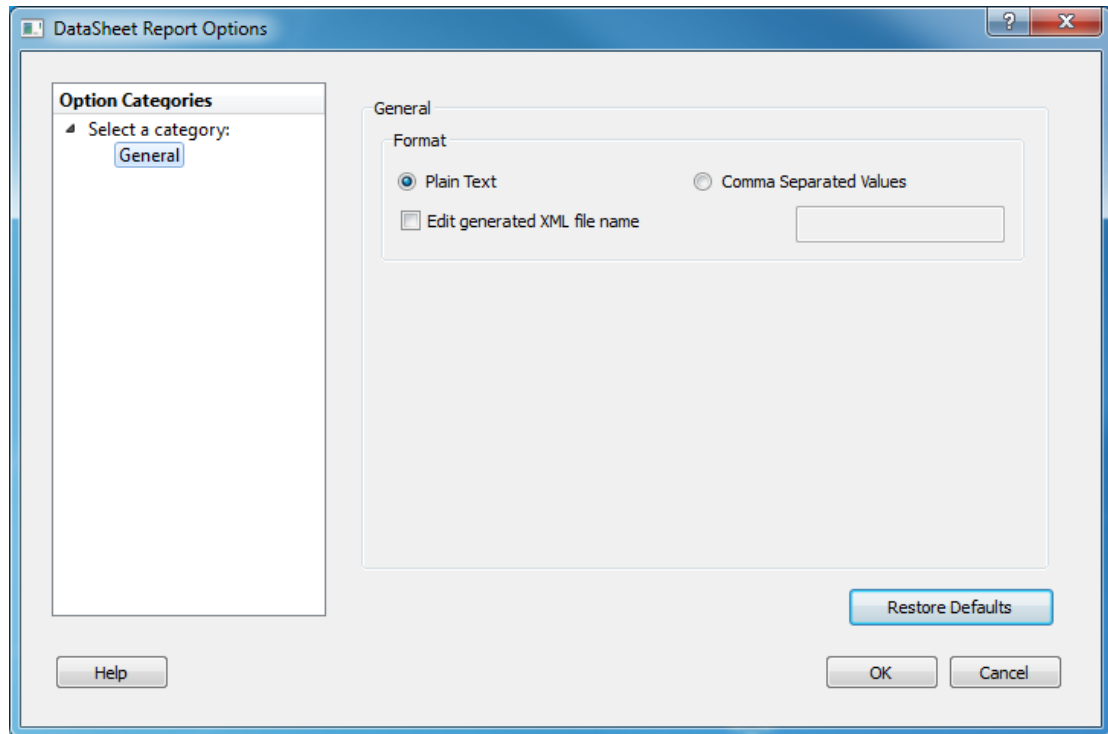 DataSheet Report Options
Option Categories
Select a category:
General
General
Format
Plain Text
Comma Separated Values
Edit generated XML file name
Restore Defaults
Help
OK
Cancel